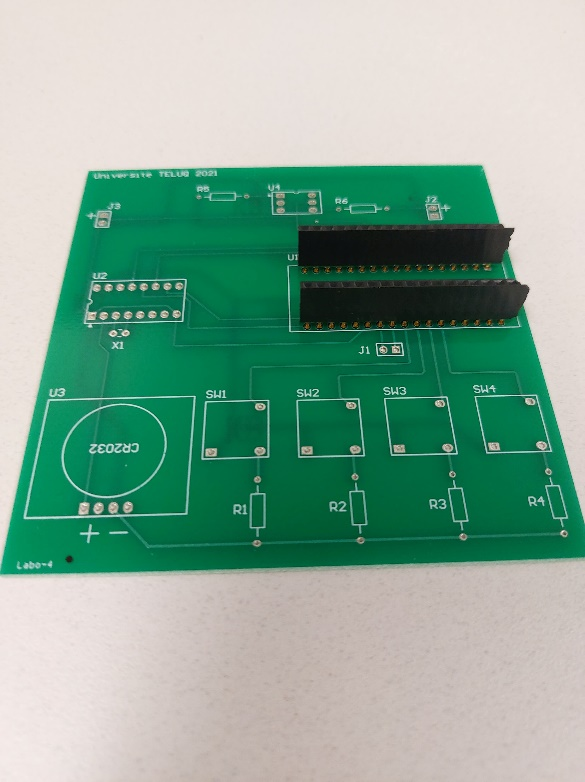 Universite TELUQ 2021
R5
U4
R6
J2
+
+
J3
U2
U1
X1
J1
U3
SW1
SW2
SW3
SW4
CR2032
R1
R2
R3
R4
+ −
Labo-4